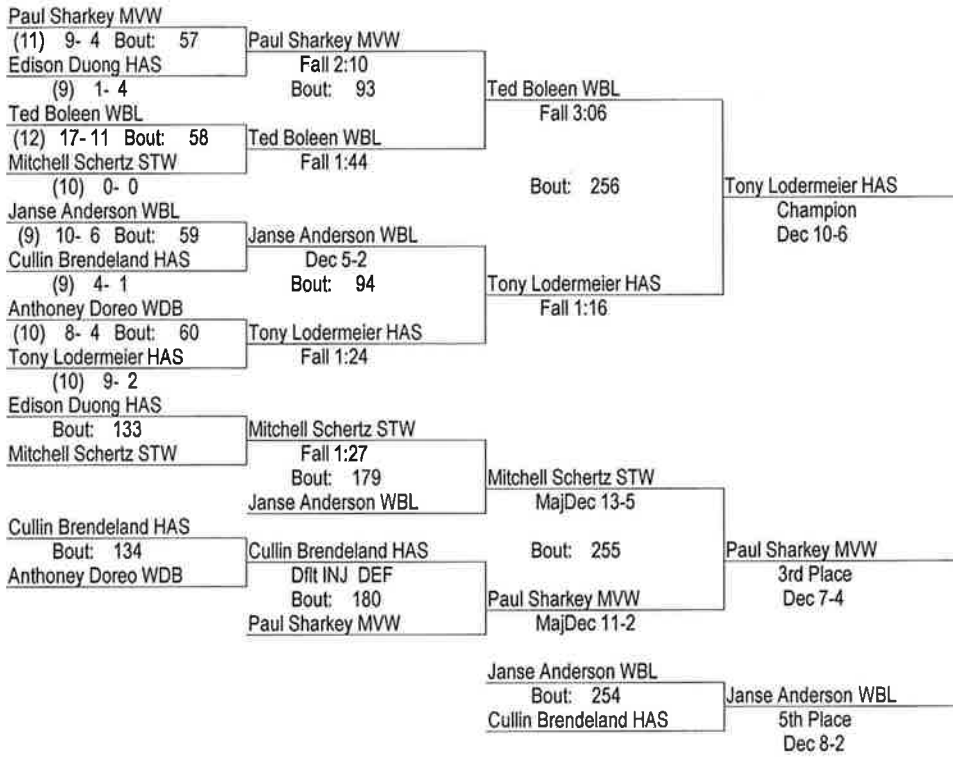 Paul Sharkey MVW
(11) 9- 4 Bout: 57
Edison Duong HAS
(9) 1- 4
Ted Boleen WBL
(12) 17- 11 Bout: 58
Mitchell Schertz STW
(10) 0- 0
Janse Anderson WBL
(9) 10- 6 Bout: 59
Cullin Brendeland HAS
(9) 4- 1
Anthoney Doreo WDB
(10) 8- 4 Bout: 60
Tony Lodermeier HAS
(10) 9- 2
Edison Duong HAS
Bout: 133
Mitchell Schertz STW
Cullin Brendeland HAS
Bout: 134
Anthoney Doreo WDB
Paul Sharkey MVW
Fall 2:10
Bout: 93
Ted Boleen WBL
Fall 1:44
Janse Anderson WBL
Dec 5-2
Bout: 94
Tony Lodermeier HAS
Fall 1:24
Mitchell Schertz STW
Fall 1:27
Bout: 179
Janse Anderson WBL
Cullin Brendeland HAS
Dflt INJ DEF
Bout: 180
Paul Sharkey MVW
Ted Boleen WBL
Fall 3:06
Bout: 256
Tony Lodermeier HAS
Fall 1:16
Mitchell Schertz STW
MajDec 13-5
Bout: 255
Paul Sharkey MVW
MajDec 11-2
Janse Anderson WBL
Bout: 254
Cullin Brendeland HAS
Tony Lodermeier HAS
Champion
Dec 10-6
Paul Sharkey MVW
3rd Place
Dec 7-4
Janse Anderson WBL
5th Place
Dec 8-2